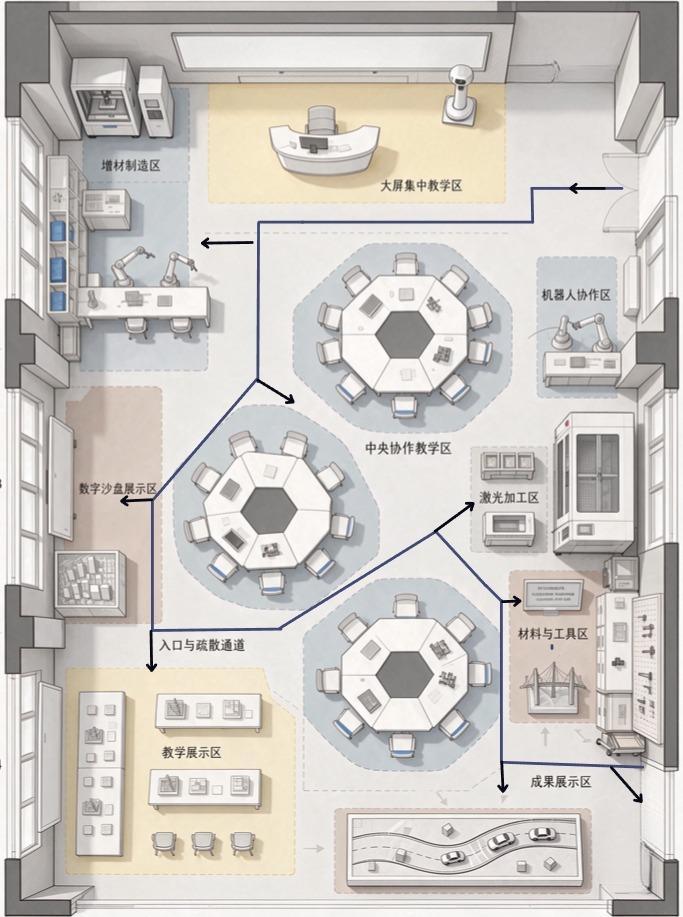 增材制造区
大屏集中教学区
机器人协作区
中央协作教学区
数字沙盘展示区
激光加工区
材料与工具区
入口与疏散通道
教学展示区
成果展示区